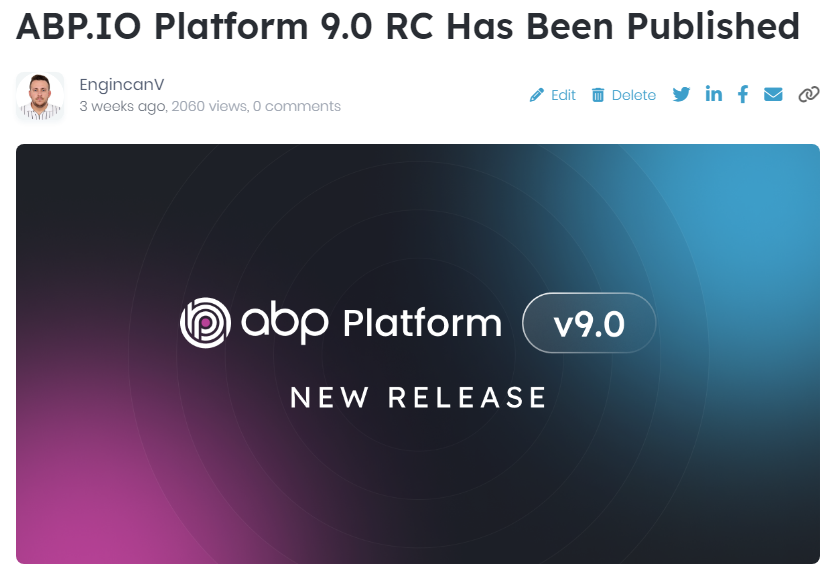 ABP.IO Platform 9.0 RC Has Been Published
EngincanV
3 weeks ago, 2060 views, 0 comments
Edit Delete
abp Platform v9.0
NEW RELEASE